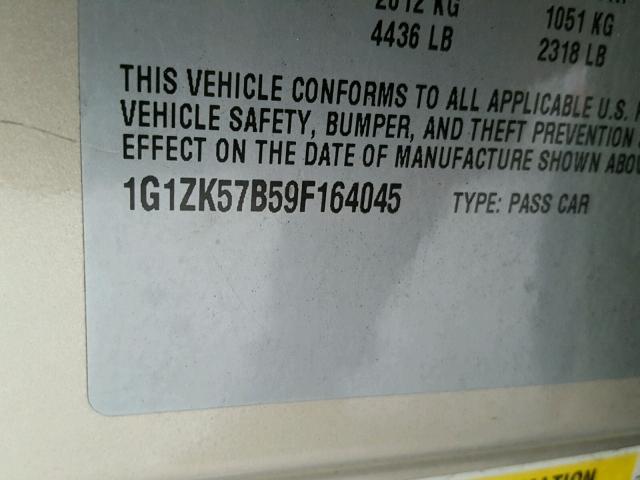 2012 KG 1051 KG
4436 LB 2318 LB
THIS VEHICLE CONFORMS TO ALL APPLICABLE U.S.
VEHICLE SAFETY, BUMPER, AND THEFT PREVENTION
EFFECT ON THE DATE OF MANUFACTURE SHOWN ABO
1G1ZK57B59F164045 TYPE: PASS CAR